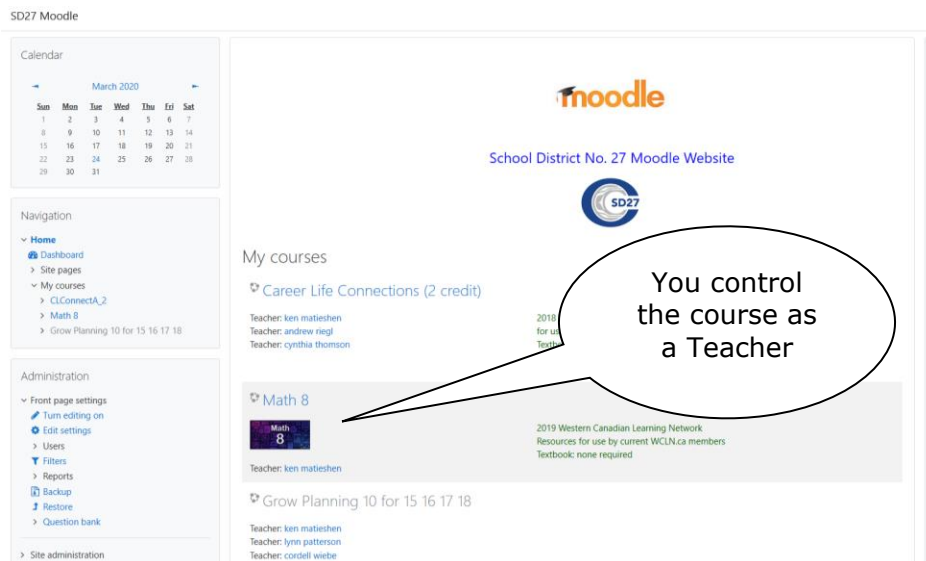 SD27 Moodle
Calendar
March 2020
Sun Mon Tue Wed Thu Fri Sat
1 2 3 4 5 6 7
8 9 10 11 12 13 14
15 16 17 18 19 20 21
22 23 24 25 26 27 28
29 30 31
Navigation
Home
Dashboard
Site pages
My courses
CLConnectA_2
Math 8
Grow Planning 10 for 15 16 17 18
Administration
Front page settings
Turn editing on
Edit settings
Users
Filters
Reports
Backup
Restore
Question bank
Site administration
moodle
School District No. 27 Moodle Website
SD27
My courses
Career Life Connections (2 credit)
Teacher: ken matieshen
Teacher: andrew riegl
Teacher: cynthia thomson
2018
for us
You control
the course as
a Teacher
Math 8
Math
8
Teacher: ken matieshen
2019 Western Canadian Learning Network
Resources for use by current WCLN.ca members
Textbook: none required
Grow Planning 10 for 15 16 17 18
Teacher: ken matieshen
Teacher: lynn patterson
Teacher: cordell wiebe